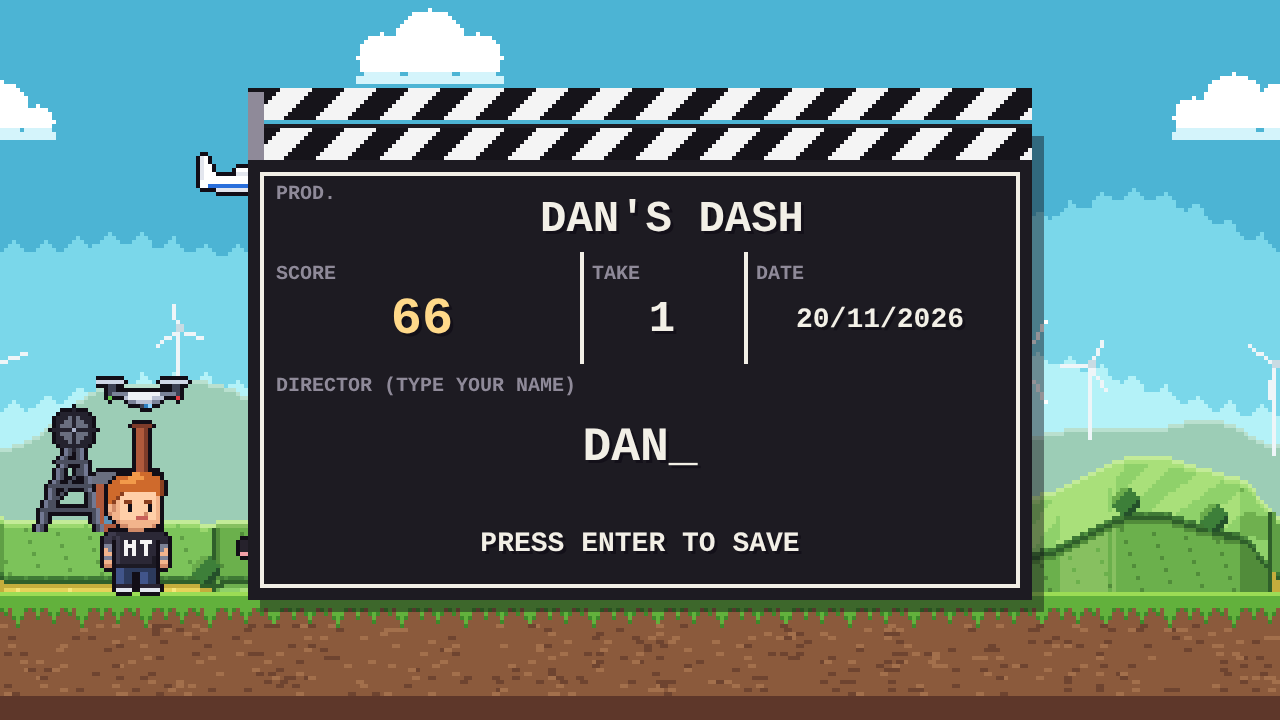 PROD.
DAN'S DASH
SCORE
66
TAKE
1
DATE
20/11/2026
DIRECTOR (TYPE YOUR NAME)
DAN_
PRESS ENTER TO SAVE
HT